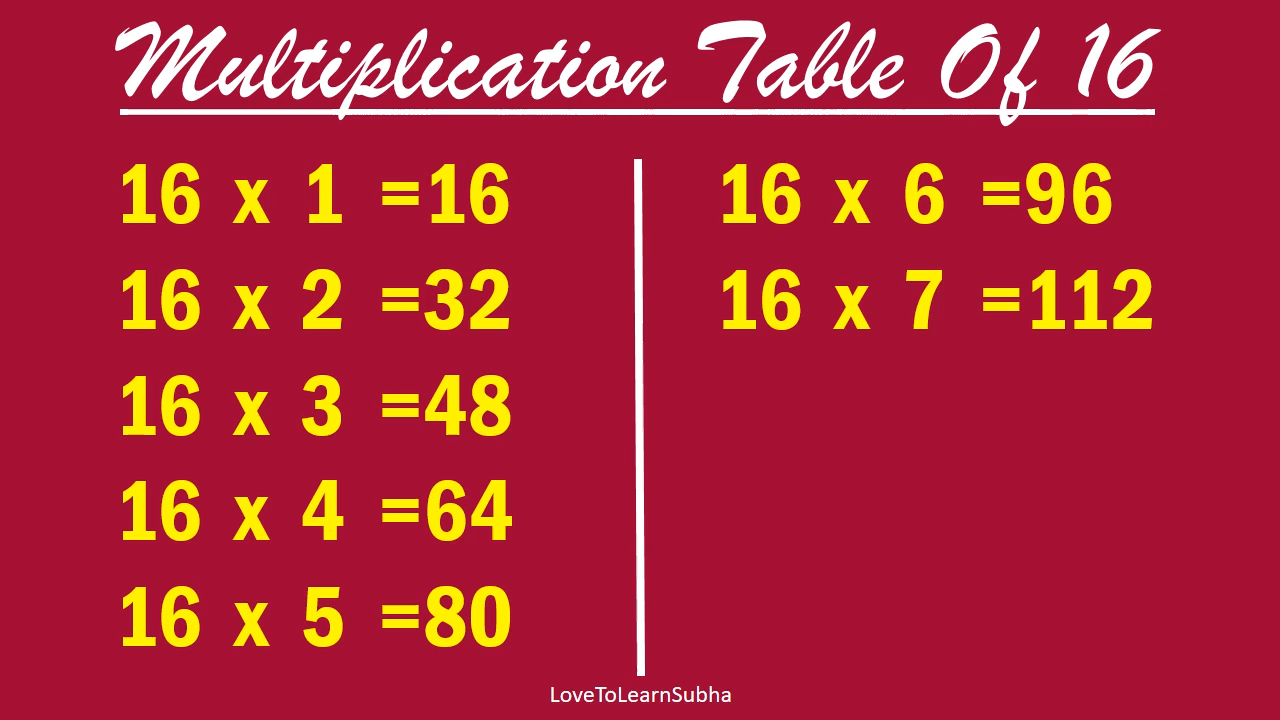 Multiplication Table Of 16
16 x 1 =16
16 x 2 =32
16 x 3 =48
16 x 4 =64
16 x 5 =80
16 x 6 =96
16 x 7 =112
LoveToLearnSubha